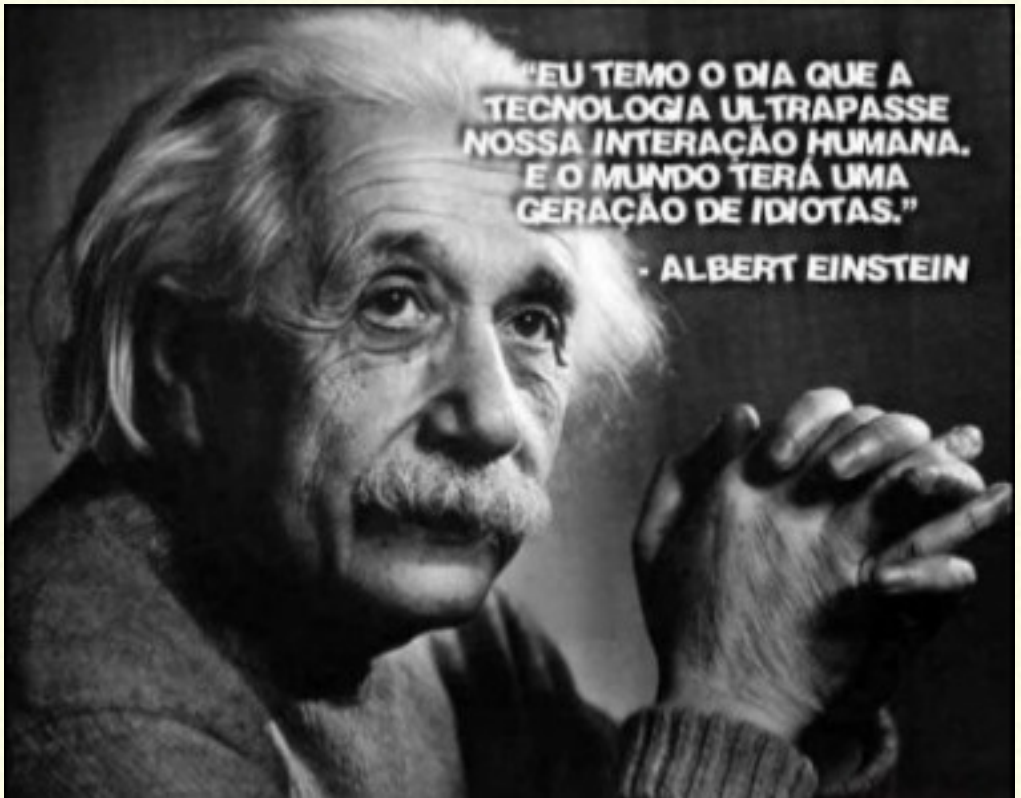 “EU TEMO O DIA QUE A
TECNOLOGIA ULTRAPASSE
NOSSA INTERAÇÃO HUMANA.
E O MUNDO TERÁ UMA
GERAÇÃO DE IDIOTAS.”
- ALBERT EINSTEIN